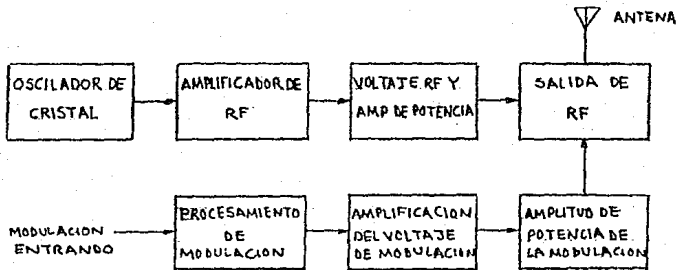 ANTENA
OSCILADOR DE
CRISTAL
AMPLIFICADOR DE
RF
VOLTAJE RF Y
AMP DE POTENCIA
SALIDA DE
RF
MODULACION
ENTRANDO
PROCESAMIENTO
DE
MODULACION
AMPLIFICACION
DEL VOLTAJE
DE MODULACION
AMPLITUD DE
POTENCIA DE
LA MODULACION